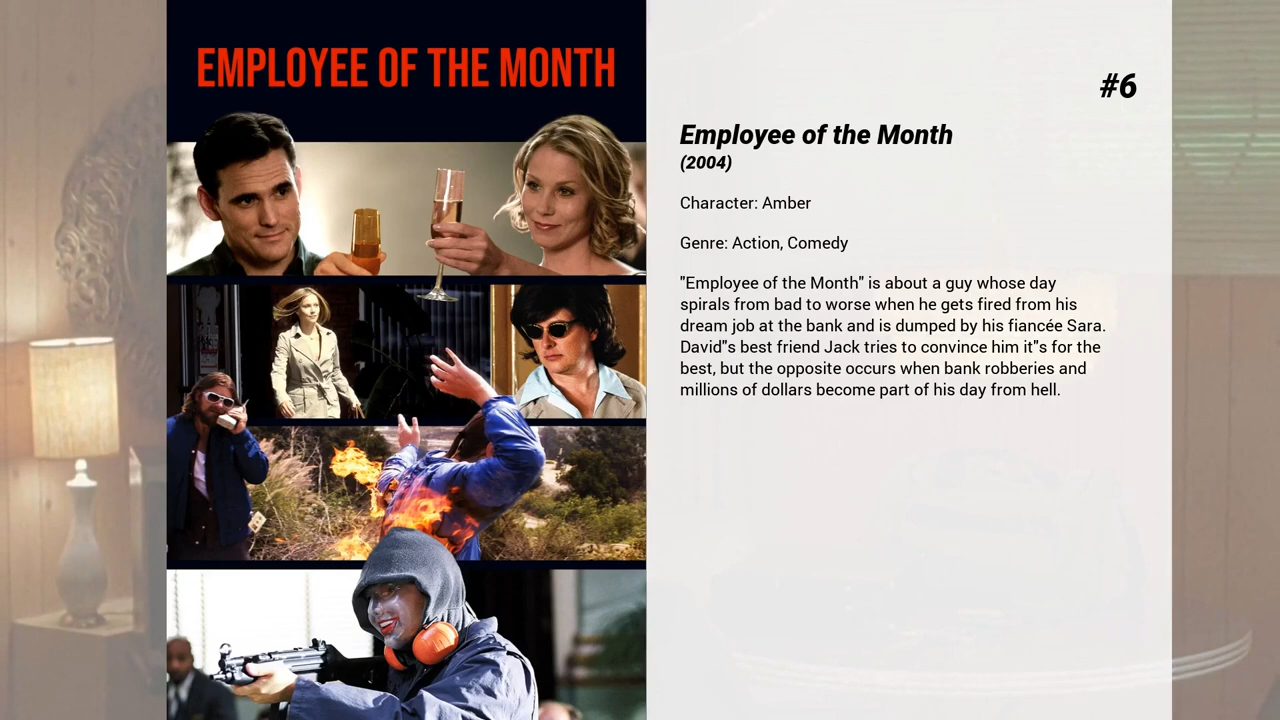 EMPLOYEE OF THE MONTH
#6
Employee of the Month
(2004)
Character: Amber
Genre: Action, Comedy
"Employee of the Month" is about a guy whose day
spirals from bad to worse when he gets fired from his
dream job at the bank and is dumped by his fiancée Sara.
David"s best friend Jack tries to convince him it"s for the
best, but the opposite occurs when bank robberies and
millions of dollars become part of his day from hell.